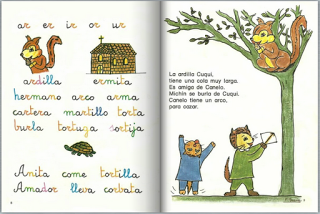 ar er ir or ur
ardilla ermita
hermano arco arma
cartera martillo torta
burla tortuga sortija
Anita come tortilla
Amador lleva corbata
La ardilla Cuqui,
tiene una cola muy larga.
Es amiga de Canelo.
Michín se burla de Cuqui.
Canelo tiene un arco,
para cazar.